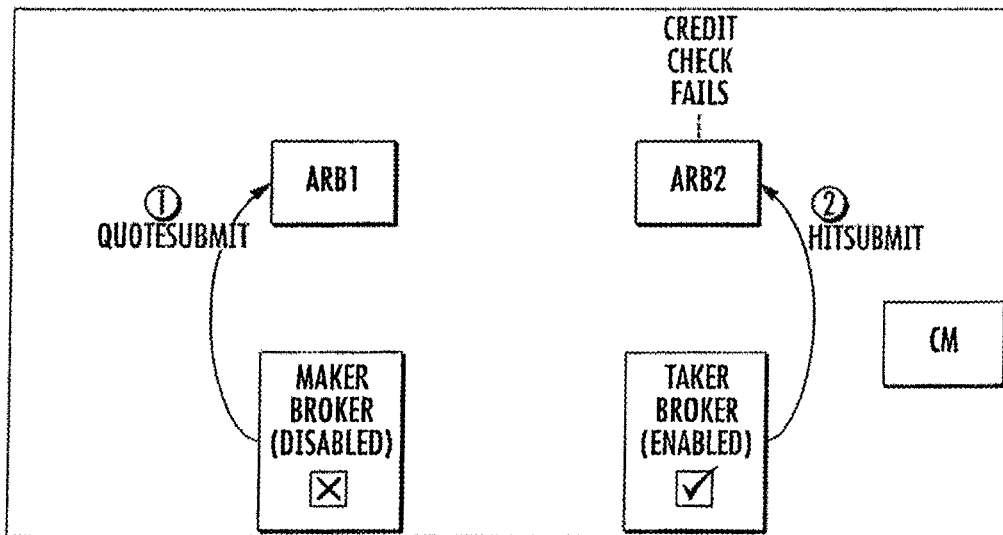 CREDIT
CHECK
FAILS
ARB1
ARB2
1
QUOTESUBMIT
2
HITSUBMIT
CM
MAKER
BROKER
(DISABLED)
TAKER
BROKER
(ENABLED)